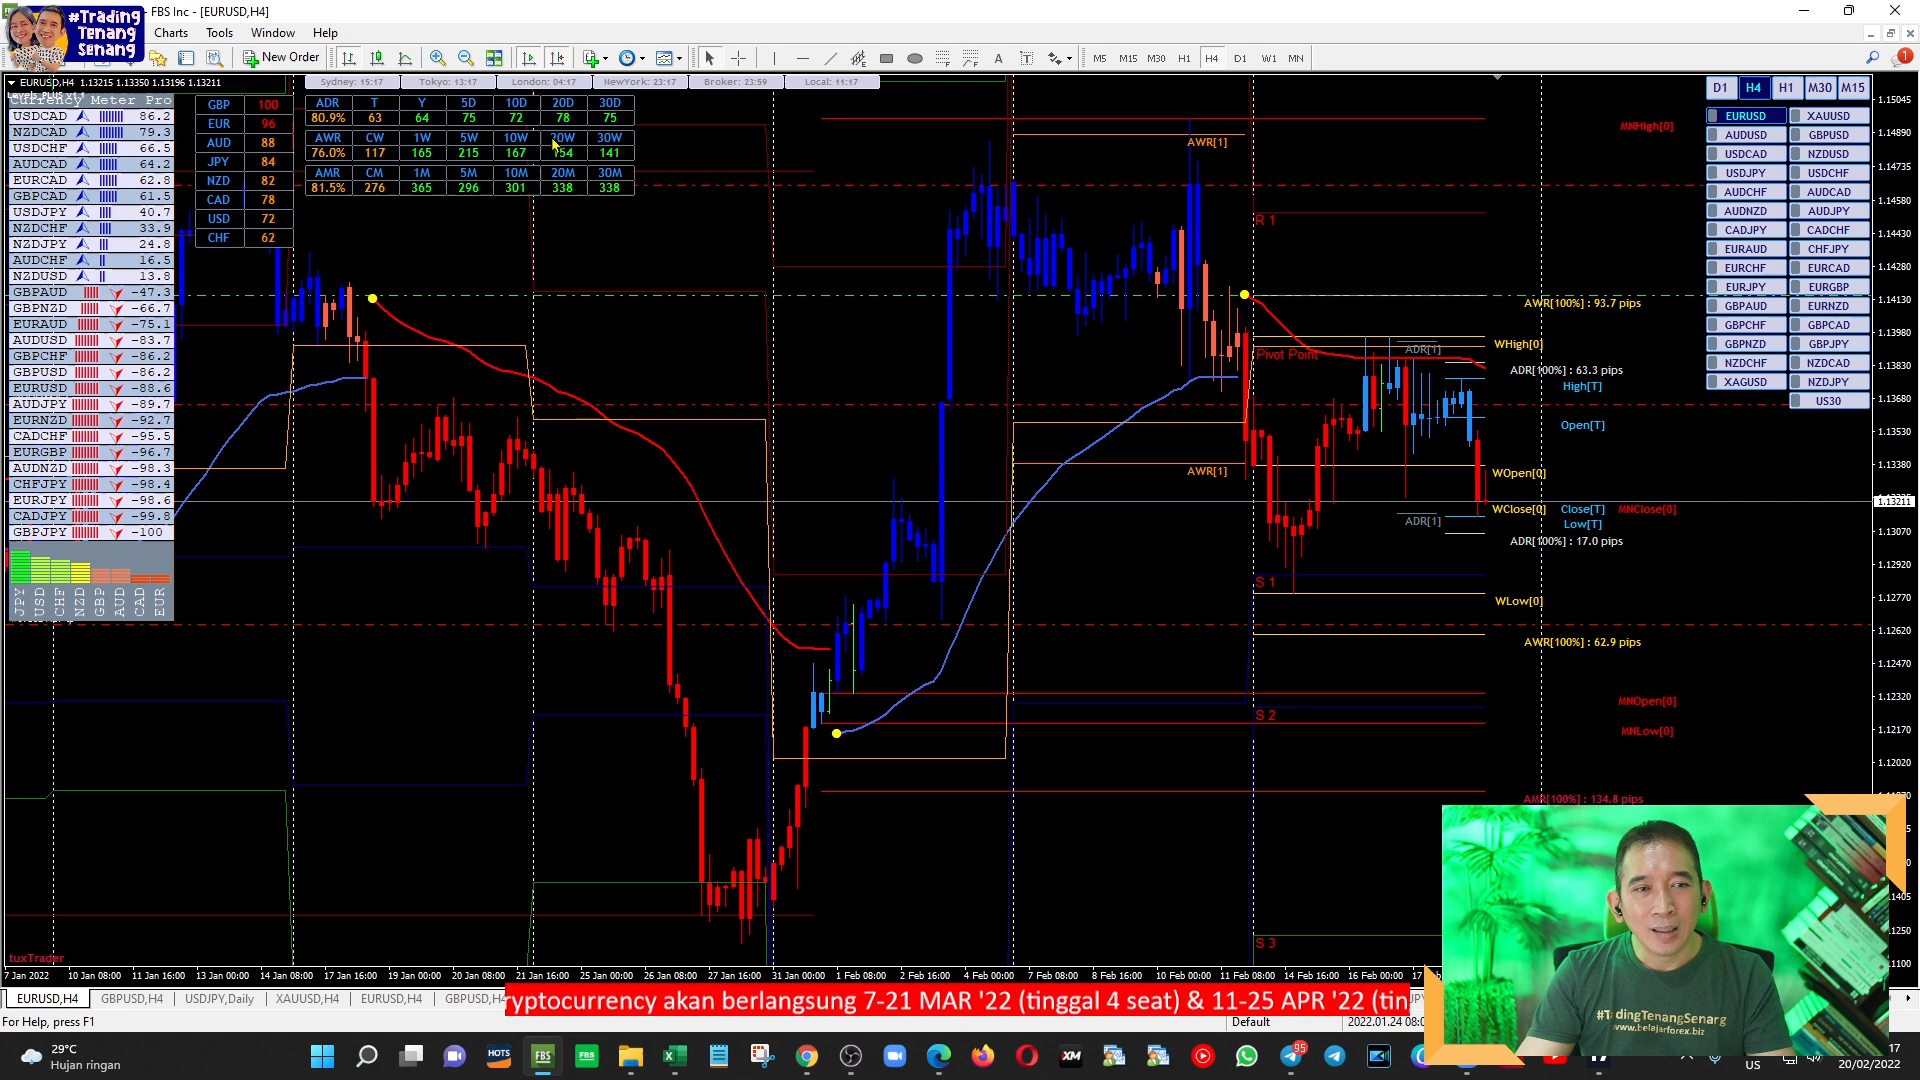 #Trading
Tenang
Senang
- FBS Inc - [EURUSD,H4]
Charts Tools Window Help
New Order
M5 M15 M30 H1 H4 D1 W1 MN
EURUSD,H4 1.13215 1.13350 1.13196 1.13211
Sydney: 15:17 Tokyo: 13:17 London: 04:17 NewYork: 23:17 Broker: 23:59 Local: 11:17
Currency Meter Pro
USDCAD 86.2
NZDCAD 79.3
USDCHF 66.5
AUDCAD 64.2
EURCAD 62.8
GBPCAD 61.5
USDJPY 40.7
NZDCHF 33.9
NZDJPY 24.8
AUDCHF 16.5
NZDUSD 13.8
GBPAUD -47.3
GBPNZD -66.7
EURAUD -75.1
AUDUSD -83.7
GBPCHF -86.2
GBPUSD -86.2
EURUSD -88.6
AUDJPY -89.7
EURNZD -92.7
CADCHF -95.5
EURGBP -96.7
AUDNZD -98.3
CHFJPY -98.4
EURJPY -98.6
CADJPY -99.8
GBPJPY -100
JPY USD CHF NZD GBP AUD CAD EUR
GBP 100
EUR 96
AUD 88
JPY 84
NZD 82
CAD 78
USD 72
CHF 62
ADR T Y 5D 10D 20D 30D
80.9% 63 64 75 72 78 75
AWR CW 1W 5W 10W 20W 30W
76.0% 117 165 215 167 154 141
AMR CM 1M 5M 10M 20M 30M
81.5% 276 365 296 301 338 338
D1 H4 H1 M30 M15
EURUSD XAUUSD
AUDUSD GBPUSD
USDCAD NZDUSD
USDJPY USDCHF
AUDCHF AUDCAD
AUDNZD AUDJPY
CADJPY CADCHF
EURAUD CHFJPY
EURCHF EURCAD
EURJPY EURGBP
GBPAUD EURNZD
GBPCHF GBPCAD
GBPNZD GBPJPY
NZDCHF NZDCAD
XAGUSD NZDJPY
US30
MNHigh[0]
AWR[1]
R 1
AWR[100%] : 93.7 pips
WHigh[0]
Pivot Point
ADR[1]
ADR[100%] : 63.3 pips
High[T]
Open[T]
AWR[1]
WOpen[0]
WClose[0] Close[T] MNClose[0]
ADR[1]
Low[T]
ADR[100%] : 17.0 pips
S 1
WLow[0]
AWR[100%] : 62.9 pips
MNOpen[0]
S 2
MNLow[0]
AMR[100%] : 134.8 pips
S 3
1.15045
1.14890
1.14735
1.14580
1.14430
1.14280
1.14130
1.13980
1.13830
1.13680
1.13530
1.13380
1.13211
1.13070
1.12920
1.12770
1.12620
1.12470
1.12320
1.12170
1.12020
tuxTrader
7 Jan 2022 10 Jan 08:00 11 Jan 16:00 13 Jan 00:00 14 Jan 08:00 17 Jan 16:00 19 Jan 00:00 20 Jan 08:00 21 Jan 16:00 25 Jan 00:00 26 Jan 08:00 27 Jan 16:00 31 Jan 00:00 1 Feb 08:00 2 Feb 16:00 4 Feb 00:00 7 Feb 08:00 8 Feb 16:00 10 Feb 00:00 11 Feb 08:00 14 Feb 16:00 16 Feb 00:00
EURUSD,H4 GBPUSD,H4 USDJPY,Daily XAUUSD,H4 EURUSD,H4 GBPUSD,H4
ryptocurrency akan berlangsung 7-21 MAR '22 (tinggal 4 seat) & 11-25 APR '22 (tin
For Help, press F1
Default
2022.01.24 08:0
www.belajarforex.biz
29°C
Hujan ringan
HOTS
FBS
FBS
XM
95
US
20/02/2022